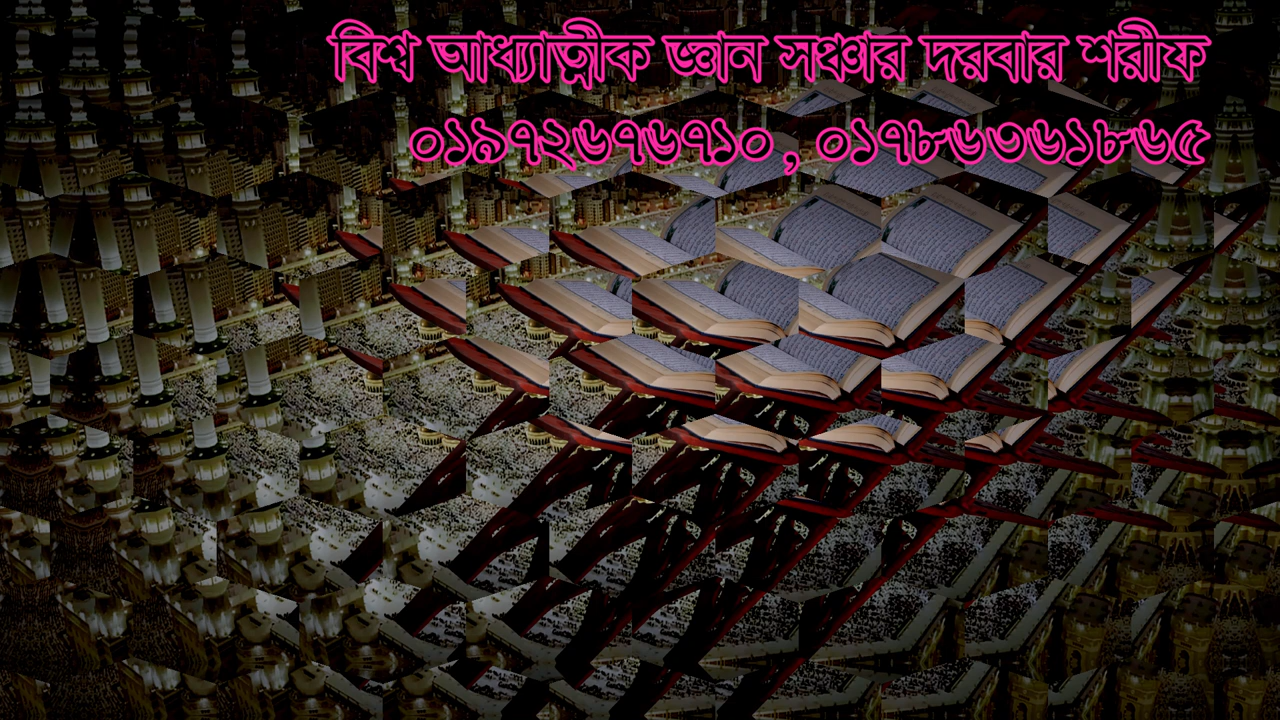 বিশ্ব আধ্যাত্নীক জ্ঞান সঞ্চার দরবার শরীফ
০১৯৭২৬৭৬৭১০ , ০১৭৮৬৩৬১৮৬৫